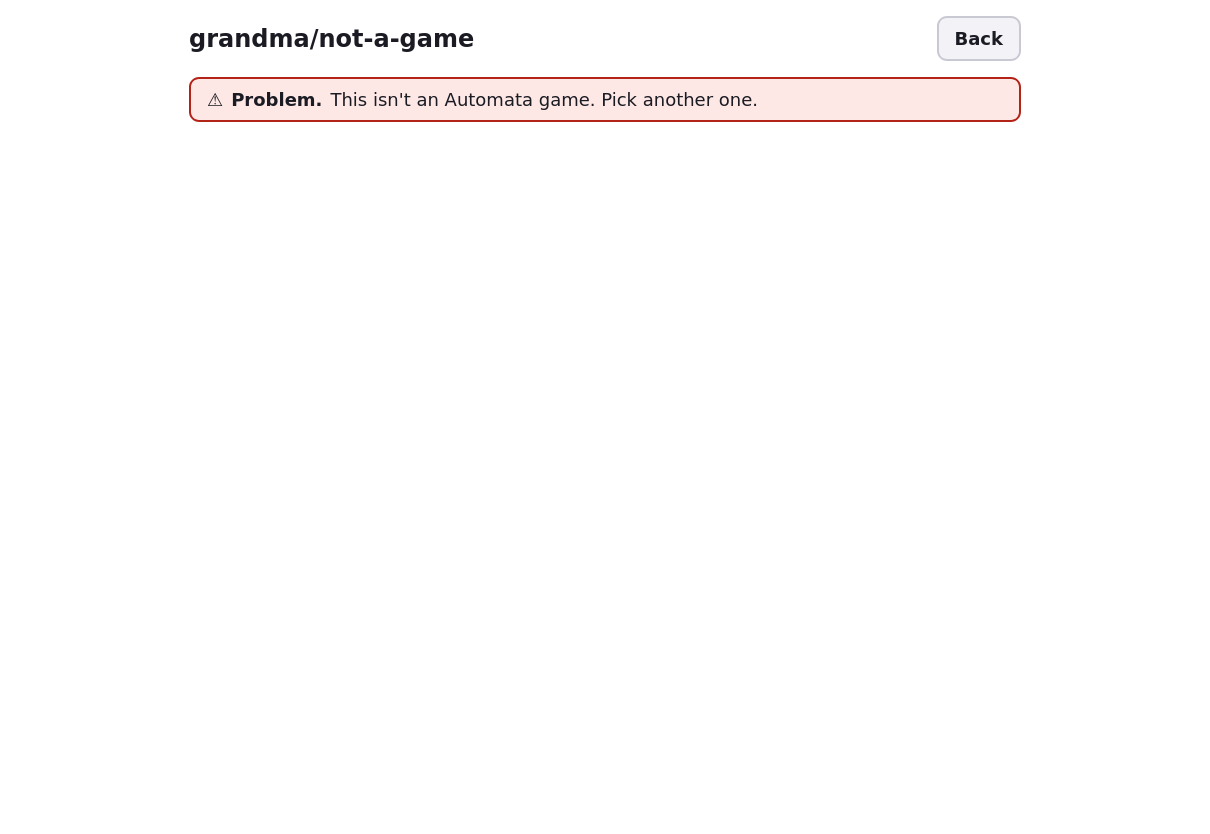 grandma/not-a-game
Back
⚠ Problem. This isn't an Automata game. Pick another one.